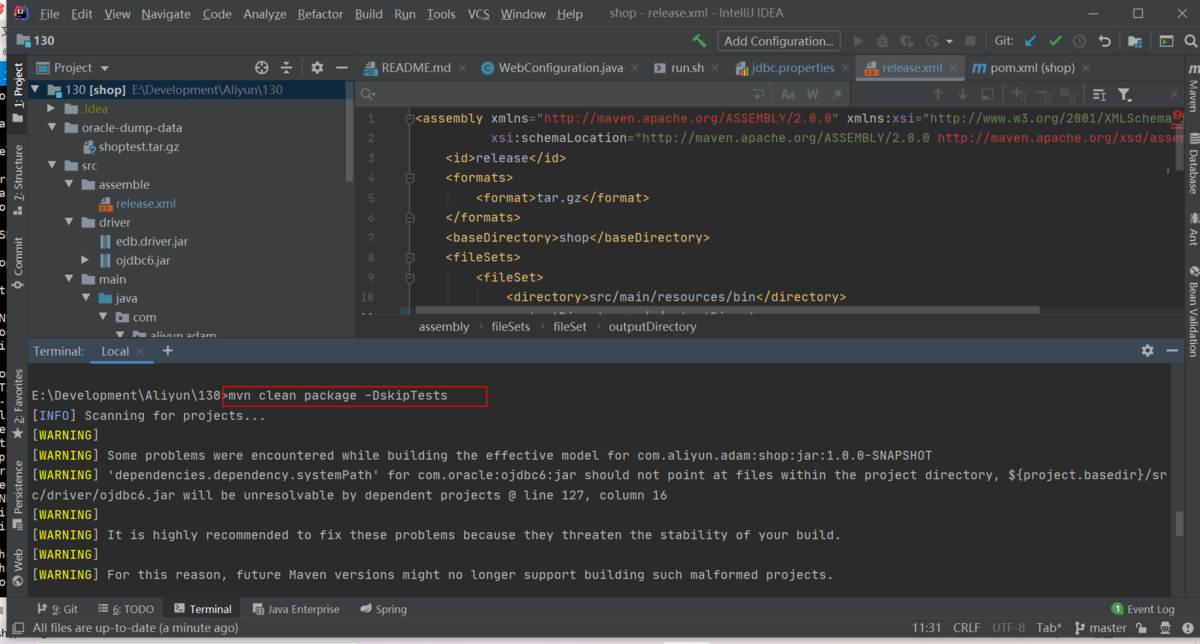 File Edit View Navigate Code Analyze Refactor Build Run Tools VCS Window Help shop - release.xml - IntelliJ IDEA
130 Add Configuration... Git:
1: Project
7: Structure
Commit
2: Favorites
Persistence
Web
Project
130 [shop] E:\Development\Aliyun\130
.idea
oracle-dump-data
shoptest.tar.gz
src
assemble
release.xml
driver
edb.driver.jar
ojdbc6.jar
main
java
com
aliyun.adam
README.md WebConfiguration.java run.sh jdbc.properties release.xml pom.xml (shop)
Aa W .*
1 <assembly xmlns="http://maven.apache.org/ASSEMBLY/2.0.0" xmlns:xsi="http://www.w3.org/2001/XMLSchema
2 xsi:schemaLocation="http://maven.apache.org/ASSEMBLY/2.0.0 http://maven.apache.org/xsd/asse
3 <id>release</id>
4 <formats>
5 <format>tar.gz</format>
6 </formats>
7 <baseDirectory>shop</baseDirectory>
8 <fileSets>
9 <fileSet>
10 <directory>src/main/resources/bin</directory>
assembly › fileSets › fileSet › outputDirectory
Maven
Database
Ant
Bean Validation
Terminal: Local × +
E:\Development\Aliyun\130>mvn clean package -DskipTests
[INFO] Scanning for projects...
[WARNING]
[WARNING] Some problems were encountered while building the effective model for com.aliyun.adam:shop:jar:1.0.0-SNAPSHOT
[WARNING] 'dependencies.dependency.systemPath' for com.oracle:ojdbc6:jar should not point at files within the project directory, ${project.basedir}/sr
c/driver/ojdbc6.jar will be unresolvable by dependent projects @ line 127, column 16
[WARNING]
[WARNING] It is highly recommended to fix these problems because they threaten the stability of your build.
[WARNING]
[WARNING] For this reason, future Maven versions might no longer support building such malformed projects.
9: Git 6: TODO Terminal Java Enterprise Spring 1 Event Log
All files are up-to-date (a minute ago) 11:31 CRLF UTF-8 Tab* master